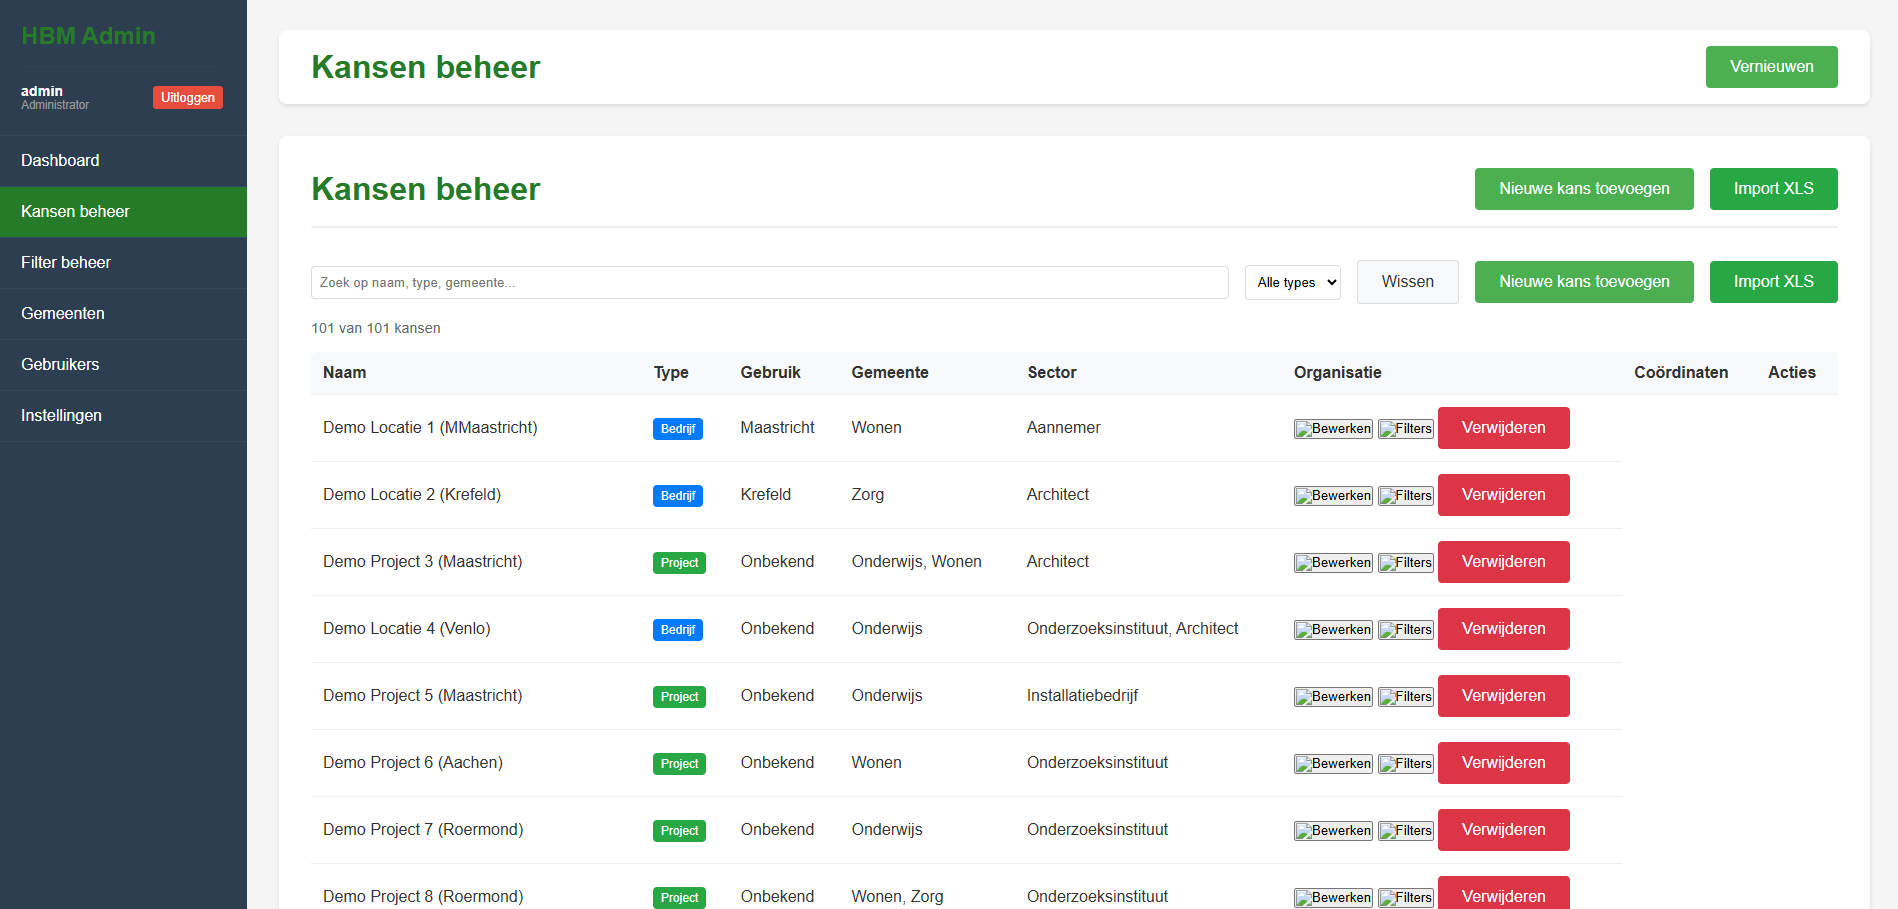 HBM Admin
admin
Administrator
Uitloggen
Dashboard
Kansen beheer
Filter beheer
Gemeenten
Gebruikers
Instellingen
Kansen beheer Vernieuwen
Kansen beheer Nieuwe kans toevoegen Import XLS
Zoek op naam, type, gemeente... Alle types Wissen Nieuwe kans toevoegen Import XLS
101 van 101 kansen
Naam Type Gebruik Gemeente Sector Organisatie Coördinaten Acties
Demo Locatie 1 (MMaastricht) Bedrijf Maastricht Wonen Aannemer Bewerken Filters Verwijderen
Demo Locatie 2 (Krefeld) Bedrijf Krefeld Zorg Architect Bewerken Filters Verwijderen
Demo Project 3 (Maastricht) Project Onbekend Onderwijs, Wonen Architect Bewerken Filters Verwijderen
Demo Locatie 4 (Venlo) Bedrijf Onbekend Onderwijs Onderzoeksinstituut, Architect Bewerken Filters Verwijderen
Demo Project 5 (Maastricht) Project Onbekend Onderwijs Installatiebedrijf Bewerken Filters Verwijderen
Demo Project 6 (Aachen) Project Onbekend Wonen Onderzoeksinstituut Bewerken Filters Verwijderen
Demo Project 7 (Roermond) Project Onbekend Onderwijs Onderzoeksinstituut Bewerken Filters Verwijderen
Demo Project 8 (Roermond) Project Onbekend Wonen, Zorg Onderzoeksinstituut Bewerken Filters Verwijderen